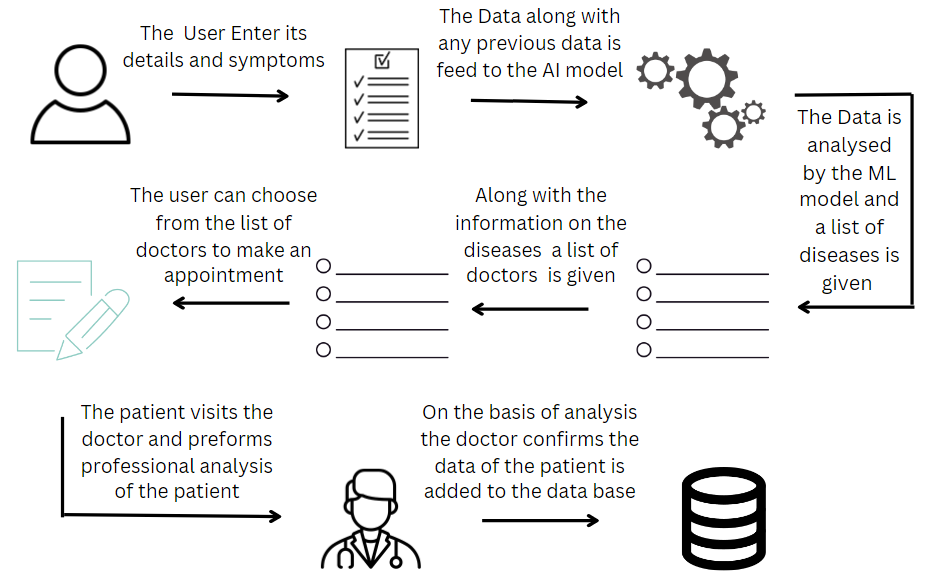 The User Enter its
details and symptoms
The Data along with
any previous data is
feed to the AI model
The Data is
analysed
by the ML
model and
a list of
diseases is
given
Along with the
information on the
diseases a list of
doctors is given
The user can choose
from the list of
doctors to make an
appointment
The patient visits the
doctor and preforms
professional analysis
of the patient
On the basis of analysis
the doctor confirms the
data of the patient is
added to the data base